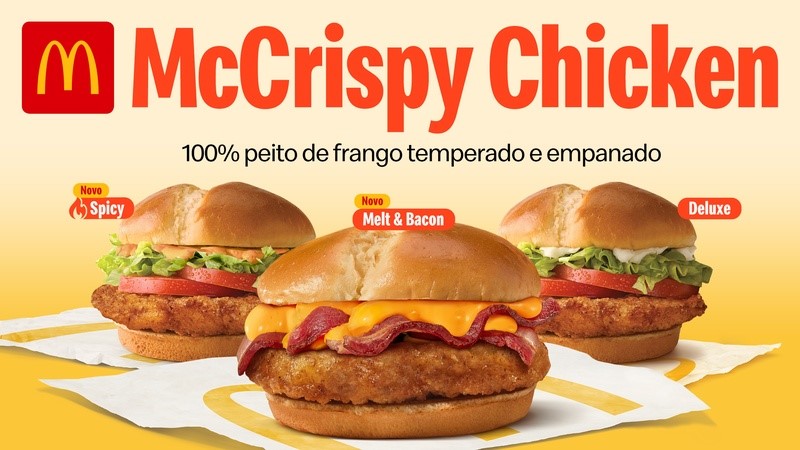 McCrispy Chicken
100% peito de frango temperado e empanado
Novo
Spicy
Novo
Melt & Bacon
Deluxe